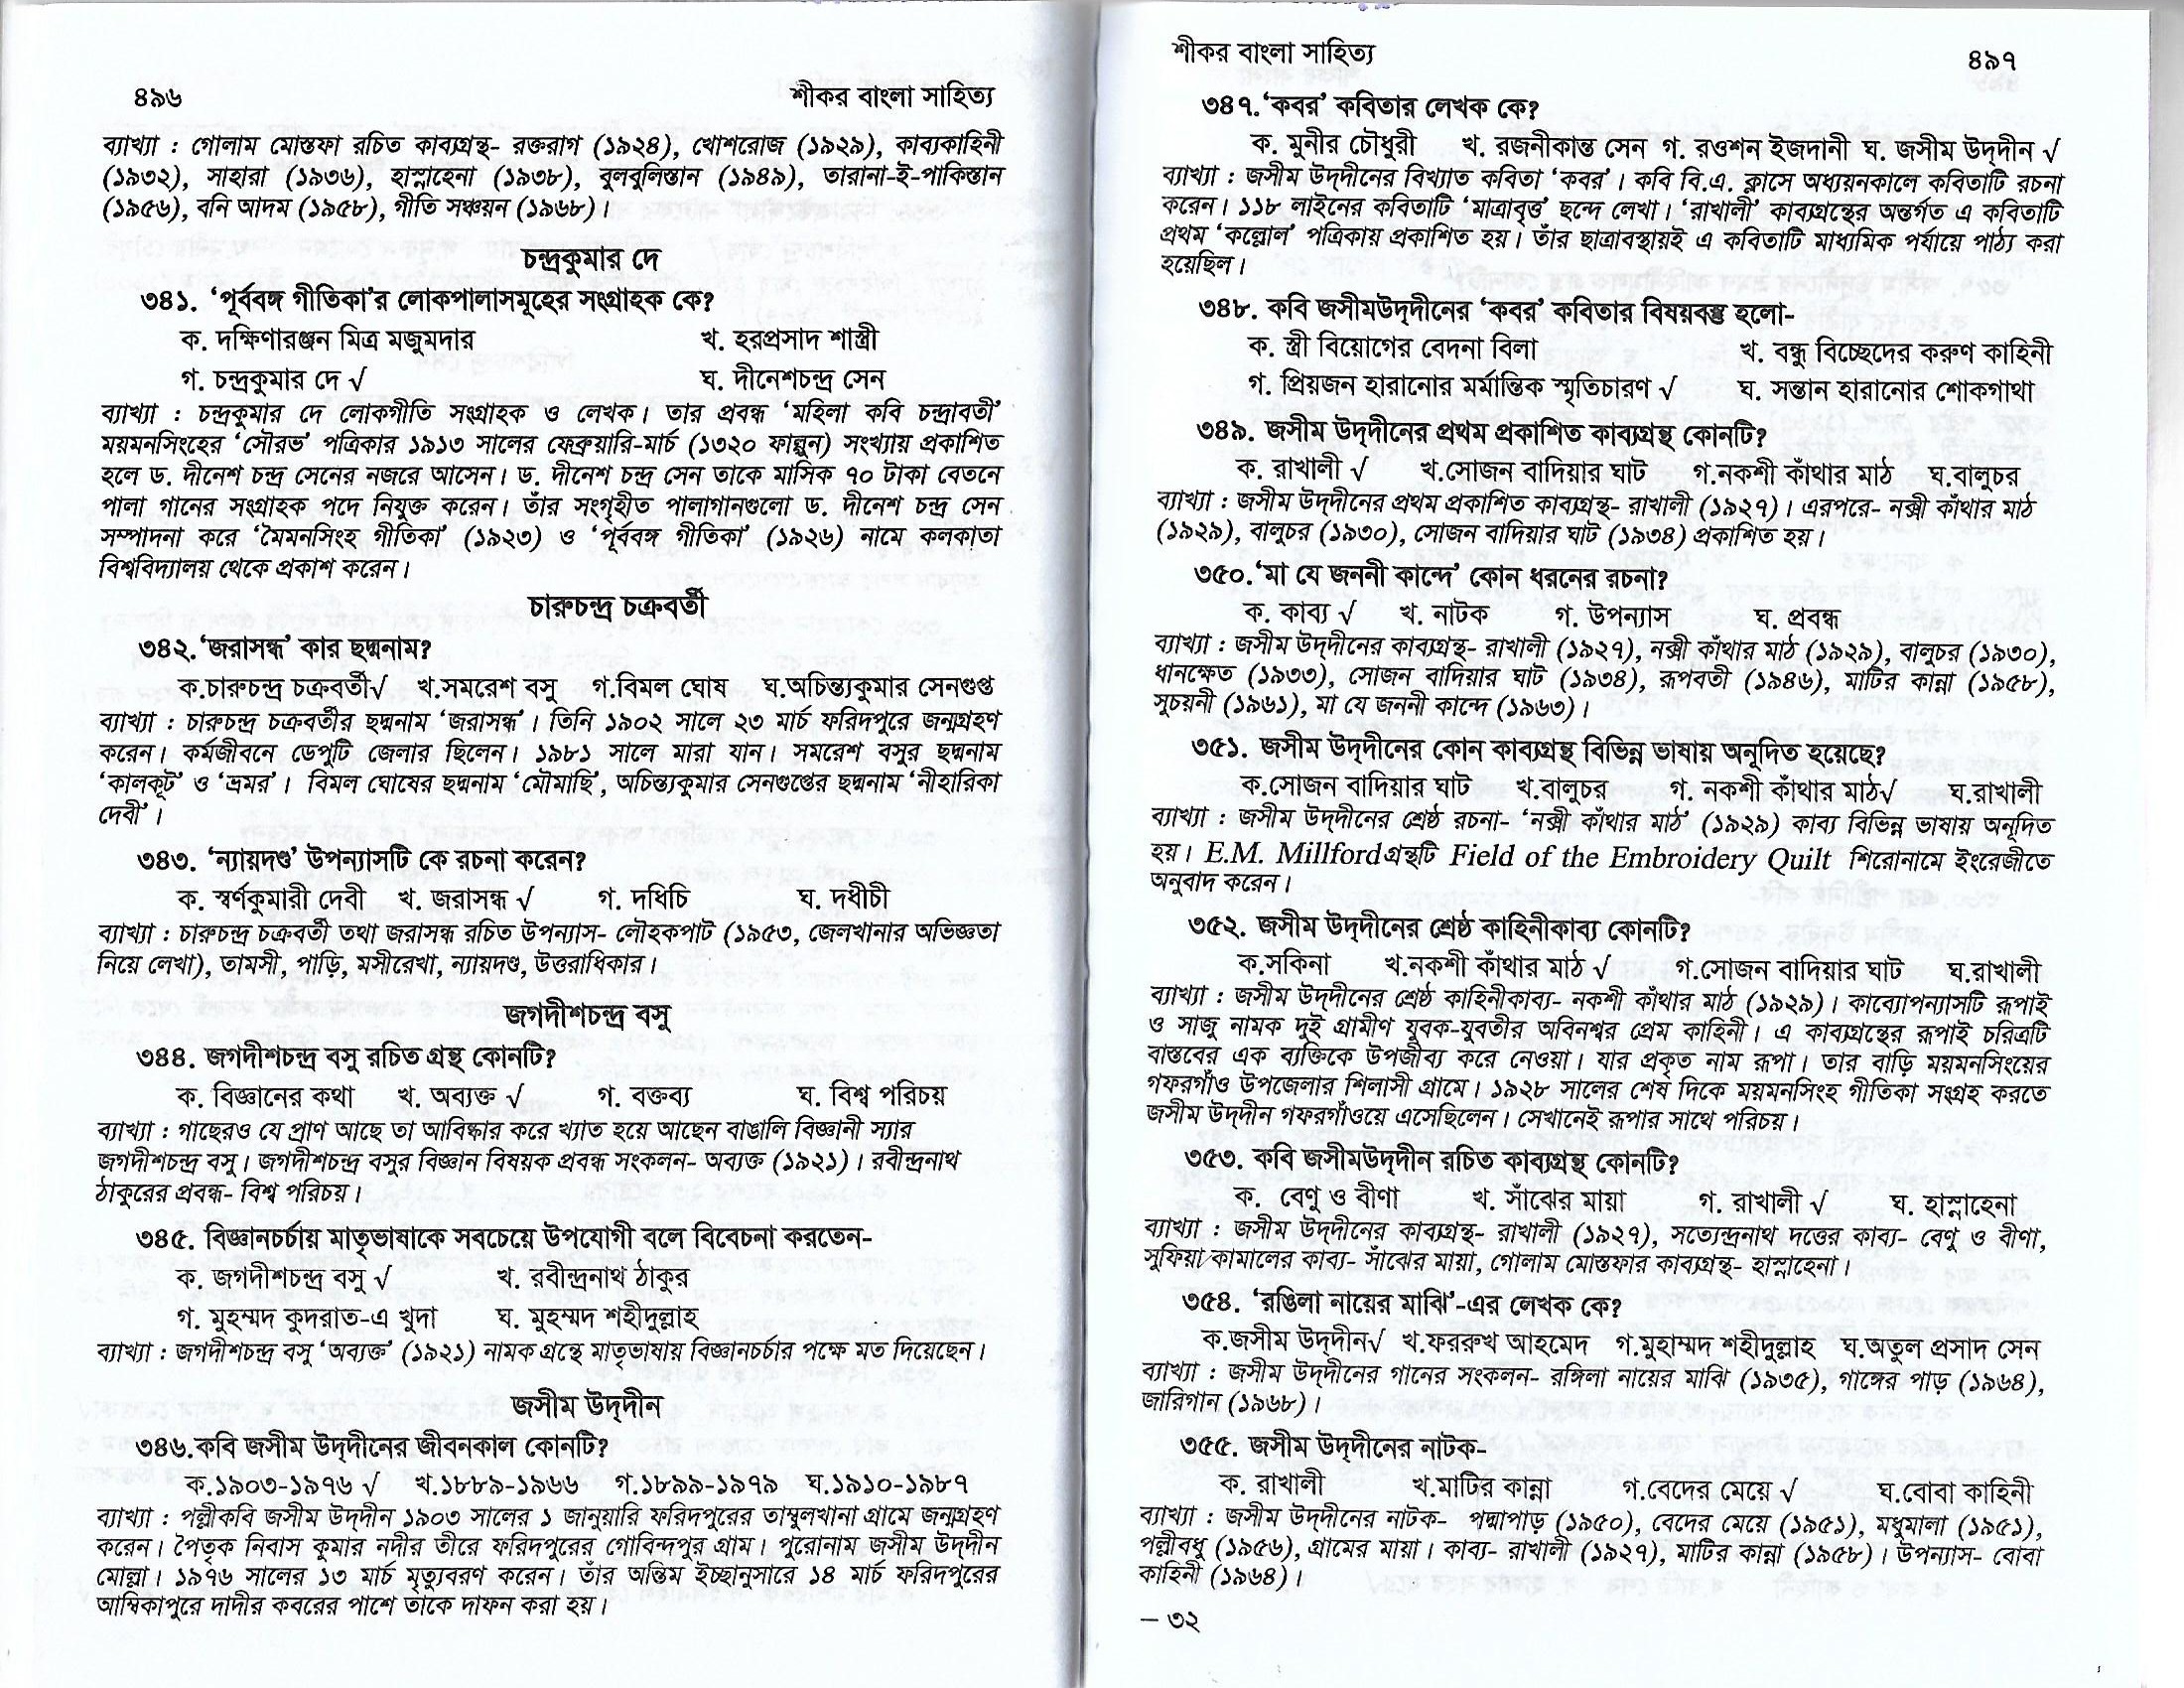 ৪৯৬ শীকর বাংলা সাহিত্য
ব্যাখ্যা : গোলাম মোস্তফা রচিত কাব্যগ্রন্থ- রক্তরাগ (১৯২৪), খোশরোজ (১৯২৯), কাব্যকাহিনী
(১৯৩২), সাহারা (১৯৩৬), হাস্নাহেনা (১৯৩৮), বুলবুলিস্তান (১৯৪৯), তারানা-ই-পাকিস্তান
(১৯৫৬), বনি আদম (১৯৫৮), গীতি সঞ্চয়ন (১৯৬৮)।
চন্দ্রকুমার দে
৩৪১. ‘পূর্ববঙ্গ গীতিকা’র লোকপালাসমূহের সংগ্রাহক কে?
ক. দক্ষিণারঞ্জন মিত্র মজুমদার খ. হরপ্রসাদ শাস্ত্রী
গ. চন্দ্রকুমার দে √ ঘ. দীনেশচন্দ্র সেন
ব্যাখ্যা : চন্দ্রকুমার দে লোকগীতি সংগ্রাহক ও লেখক। তার প্রবন্ধ ‘মহিলা কবি চন্দ্রাবতী’
ময়মনসিংহের ‘সৌরভ’ পত্রিকার ১৯১৩ সালের ফেব্রুয়ারি-মার্চ (১৩২০ ফাল্গুন) সংখ্যায় প্রকাশিত
হলে ড. দীনেশ চন্দ্র সেনের নজরে আসেন। ড. দীনেশ চন্দ্র সেন তাকে মাসিক ৭০ টাকা বেতনে
পালা গানের সংগ্রাহক পদে নিযুক্ত করেন। তাঁর সংগৃহীত পালাগানগুলো ড. দীনেশ চন্দ্র সেন
সম্পাদনা করে ‘মৈমনসিংহ গীতিকা’ (১৯২৩) ও ‘পূর্ববঙ্গ গীতিকা’ (১৯২৬) নামে কলকাতা
বিশ্ববিদ্যালয় থেকে প্রকাশ করেন।
চারুচন্দ্র চক্রবর্তী
৩৪২. ‘জরাসন্ধ’ কার ছদ্মনাম?
ক.চারুচন্দ্র চক্রবর্তী√ খ.সমরেশ বসু গ.বিমল ঘোষ ঘ.অচিন্ত্যকুমার সেনগুপ্ত
ব্যাখ্যা : চারুচন্দ্র চক্রবর্তীর ছদ্মনাম ‘জরাসন্ধ’। তিনি ১৯০২ সালে ২৩ মার্চ ফরিদপুরে জন্মগ্রহণ
করেন। কর্মজীবনে ডেপুটি জেলার ছিলেন। ১৯৮১ সালে মারা যান। সমরেশ বসুর ছদ্মনাম
‘কালকূট’ ও ‘ভ্রমর’। বিমল ঘোষের ছদ্মনাম ‘মৌমাছি’, অচিন্ত্যকুমার সেনগুপ্তের ছদ্মনাম ‘নীহারিকা
দেবী’।
৩৪৩. ‘ন্যায়দণ্ড’ উপন্যাসটি কে রচনা করেন?
ক. স্বর্ণকুমারী দেবী খ. জরাসন্ধ √ গ. দধিচি ঘ. দধীচী
ব্যাখ্যা : চারুচন্দ্র চক্রবর্তী তথা জরাসন্ধ রচিত উপন্যাস- লৌহকপাট (১৯৫৩, জেলখানার অভিজ্ঞতা
নিয়ে লেখা), তামসী, পাড়ি, মসীরেখা, ন্যায়দণ্ড, উত্তরাধিকার।
জগদীশচন্দ্র বসু
৩৪৪. জগদীশচন্দ্র বসু রচিত গ্রন্থ কোনটি?
ক. বিজ্ঞানের কথা খ. অব্যক্ত √ গ. বক্তব্য ঘ. বিশ্ব পরিচয়
ব্যাখ্যা : গাছেরও যে প্রাণ আছে তা আবিষ্কার করে খ্যাত হয়ে আছেন বাঙালি বিজ্ঞানী স্যার
জগদীশচন্দ্র বসু। জগদীশচন্দ্র বসুর বিজ্ঞান বিষয়ক প্রবন্ধ সংকলন- অব্যক্ত (১৯২১)। রবীন্দ্রনাথ
ঠাকুরের প্রবন্ধ- বিশ্ব পরিচয়।
৩৪৫. বিজ্ঞানচর্চায় মাতৃভাষাকে সবচেয়ে উপযোগী বলে বিবেচনা করতেন-
ক. জগদীশচন্দ্র বসু √ খ. রবীন্দ্রনাথ ঠাকুর
গ. মুহম্মদ কুদরাত-এ খুদা ঘ. মুহম্মদ শহীদুল্লাহ
ব্যাখ্যা : জগদীশচন্দ্র বসু ‘অব্যক্ত’ (১৯২১) নামক গ্রন্থে মাতৃভাষায় বিজ্ঞানচর্চার পক্ষে মত দিয়েছেন।
জসীম উদ্‌দীন
৩৪৬.কবি জসীম উদ্‌দীনের জীবনকাল কোনটি?
ক.১৯০৩-১৯৭৬ √ খ.১৮৮৯-১৯৬৬ গ.১৮৯৯-১৯৭৯ ঘ.১৯১০-১৯৮৭
ব্যাখ্যা : পল্লীকবি জসীম উদ্‌দীন ১৯০৩ সালের ১ জানুয়ারি ফরিদপুরের তাম্বুলখানা গ্রামে জন্মগ্রহণ
করেন। পৈতৃক নিবাস কুমার নদীর তীরে ফরিদপুরের গোবিন্দপুর গ্রাম। পুরোনাম জসীম উদ্‌দীন
মোল্লা। ১৯৭৬ সালের ১৩ মার্চ মৃত্যুবরণ করেন। তাঁর অন্তিম ইচ্ছানুসারে ১৪ মার্চ ফরিদপুরের
আম্বিকাপুরে দাদীর কবরের পাশে তাকে দাফন করা হয়।
শীকর বাংলা সাহিত্য ৪৯৭
৩৪৭.‘কবর’ কবিতার লেখক কে?
ক. মুনীর চৌধুরী খ. রজনীকান্ত সেন গ. রওশন ইজদানী ঘ. জসীম উদ্‌দীন √
ব্যাখ্যা : জসীম উদ্‌দীনের বিখ্যাত কবিতা ‘কবর’। কবি বি.এ. ক্লাসে অধ্যয়নকালে কবিতাটি রচনা
করেন। ১১৮ লাইনের কবিতাটি ‘মাত্রাবৃত্ত’ ছন্দে লেখা। ‘রাখালী’ কাব্যগ্রন্থের অন্তর্গত এ কবিতাটি
প্রথম ‘কল্লোল’ পত্রিকায় প্রকাশিত হয়। তাঁর ছাত্রাবস্থায়ই এ কবিতাটি মাধ্যমিক পর্যায়ে পাঠ্য করা
হয়েছিল।
৩৪৮. কবি জসীমউদ্‌দীনের ‘কবর’ কবিতার বিষয়বস্তু হলো-
ক. স্ত্রী বিয়োগের বেদনা বিলা খ. বন্ধু বিচ্ছেদের করুণ কাহিনী
গ. প্রিয়জন হারানোর মর্মান্তিক স্মৃতিচারণ √ ঘ. সন্তান হারানোর শোকগাথা
৩৪৯. জসীম উদ্‌দীনের প্রথম প্রকাশিত কাব্যগ্রন্থ কোনটি?
ক. রাখালী √ খ.সোজন বাদিয়ার ঘাট গ.নকশী কাঁথার মাঠ ঘ.বালুচর
ব্যাখ্যা : জসীম উদ্‌দীনের প্রথম প্রকাশিত কাব্যগ্রন্থ- রাখালী (১৯২৭)। এরপরে- নক্সী কাঁথার মাঠ
(১৯২৯), বালুচর (১৯৩০), সোজন বাদিয়ার ঘাট (১৯৩৪) প্রকাশিত হয়।
৩৫০.‘মা যে জননী কান্দে’ কোন ধরনের রচনা?
ক. কাব্য √ খ. নাটক গ. উপন্যাস ঘ. প্রবন্ধ
ব্যাখ্যা : জসীম উদ্‌দীনের কাব্যগ্রন্থ- রাখালী (১৯২৭), নক্সী কাঁথার মাঠ (১৯২৯), বালুচর (১৯৩০),
ধানক্ষেত (১৯৩৩), সোজন বাদিয়ার ঘাট (১৯৩৪), রূপবতী (১৯৪৬), মাটির কান্না (১৯৫৮),
সুচয়নী (১৯৬১), মা যে জননী কান্দে (১৯৬৩)।
৩৫১. জসীম উদ্‌দীনের কোন কাব্যগ্রন্থ বিভিন্ন ভাষায় অনূদিত হয়েছে?
ক.সোজন বাদিয়ার ঘাট খ.বালুচর গ. নকশী কাঁথার মাঠ√ ঘ.রাখালী
ব্যাখ্যা : জসীম উদ্‌দীনের শ্রেষ্ঠ রচনা- ‘নক্সী কাঁথার মাঠ’ (১৯২৯) কাব্য বিভিন্ন ভাষায় অনূদিত
হয়। E.M. Millfordগ্রন্থটি Field of the Embroidery Quilt শিরোনামে ইংরেজীতে
অনুবাদ করেন।
৩৫২. জসীম উদ্‌দীনের শ্রেষ্ঠ কাহিনীকাব্য কোনটি?
ক.সকিনা খ.নকশী কাঁথার মাঠ √ গ.সোজন বাদিয়ার ঘাট ঘ.রাখালী
ব্যাখ্যা : জসীম উদ্‌দীনের শ্রেষ্ঠ কাহিনীকাব্য- নকশী কাঁথার মাঠ (১৯২৯)। কাব্যোপন্যাসটি রূপাই
ও সাজু নামক দুই গ্রামীণ যুবক-যুবতীর অবিনশ্বর প্রেম কাহিনী। এ কাব্যগ্রন্থের রূপাই চরিত্রটি
বাস্তবের এক ব্যক্তিকে উপজীব্য করে নেওয়া। যার প্রকৃত নাম রূপা। তার বাড়ি ময়মনসিংয়ের
গফরগাঁও উপজেলার শিলাসী গ্রামে। ১৯২৮ সালের শেষ দিকে ময়মনসিংহ গীতিকা সংগ্রহ করতে
জসীম উদ্‌দীন গফরগাঁওয়ে এসেছিলেন। সেখানেই রূপার সাথে পরিচয়।
৩৫৩. কবি জসীমউদ্‌দীন রচিত কাব্যগ্রন্থ কোনটি?
ক. বেণু ও বীণা খ. সাঁঝের মায়া গ. রাখালী √ ঘ. হাস্নাহেনা
ব্যাখ্যা : জসীম উদ্‌দীনের কাব্যগ্রন্থ- রাখালী (১৯২৭), সত্যেন্দ্রনাথ দত্তের কাব্য- বেণু ও বীণা,
সুফিয়া কামালের কাব্য- সাঁঝের মায়া, গোলাম মোস্তফার কাব্যগ্রন্থ- হাস্নাহেনা।
৩৫৪. ‘রঙিলা নায়ের মাঝি’-এর লেখক কে?
ক.জসীম উদ্‌দীন√ খ.ফররুখ আহমেদ গ.মুহাম্মদ শহীদুল্লাহ ঘ.অতুল প্রসাদ সেন
ব্যাখ্যা : জসীম উদ্‌দীনের গানের সংকলন- রঙ্গিলা নায়ের মাঝি (১৯৩৫), গাঙ্গের পাড় (১৯৬৪),
জারিগান (১৯৬৮)।
৩৫৫. জসীম উদ্‌দীনের নাটক-
ক. রাখালী খ.মাটির কান্না গ.বেদের মেয়ে √ ঘ.বোবা কাহিনী
ব্যাখ্যা : জসীম উদ্‌দীনের নাটক- পদ্মাপাড় (১৯৫০), বেদের মেয়ে (১৯৫১), মধুমালা (১৯৫১),
পল্লীবধু (১৯৫৬), গ্রামের মায়া। কাব্য- রাখালী (১৯২৭), মাটির কান্না (১৯৫৮)। উপন্যাস- বোবা
কাহিনী (১৯৬৪)।
– ৩২